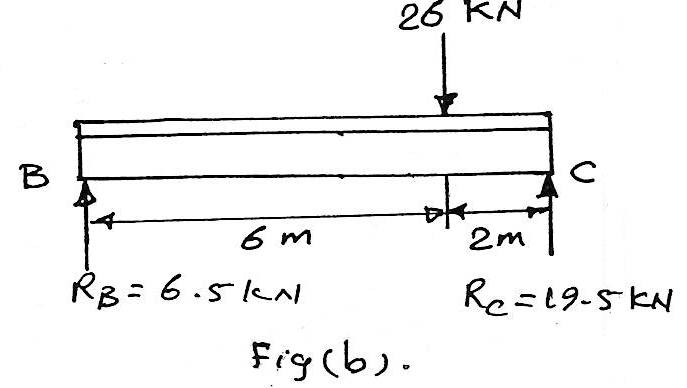 26 KN
B
C
6 m
2m
RB = 6.5 KN
RC = 19.5 KN
Fig (b).